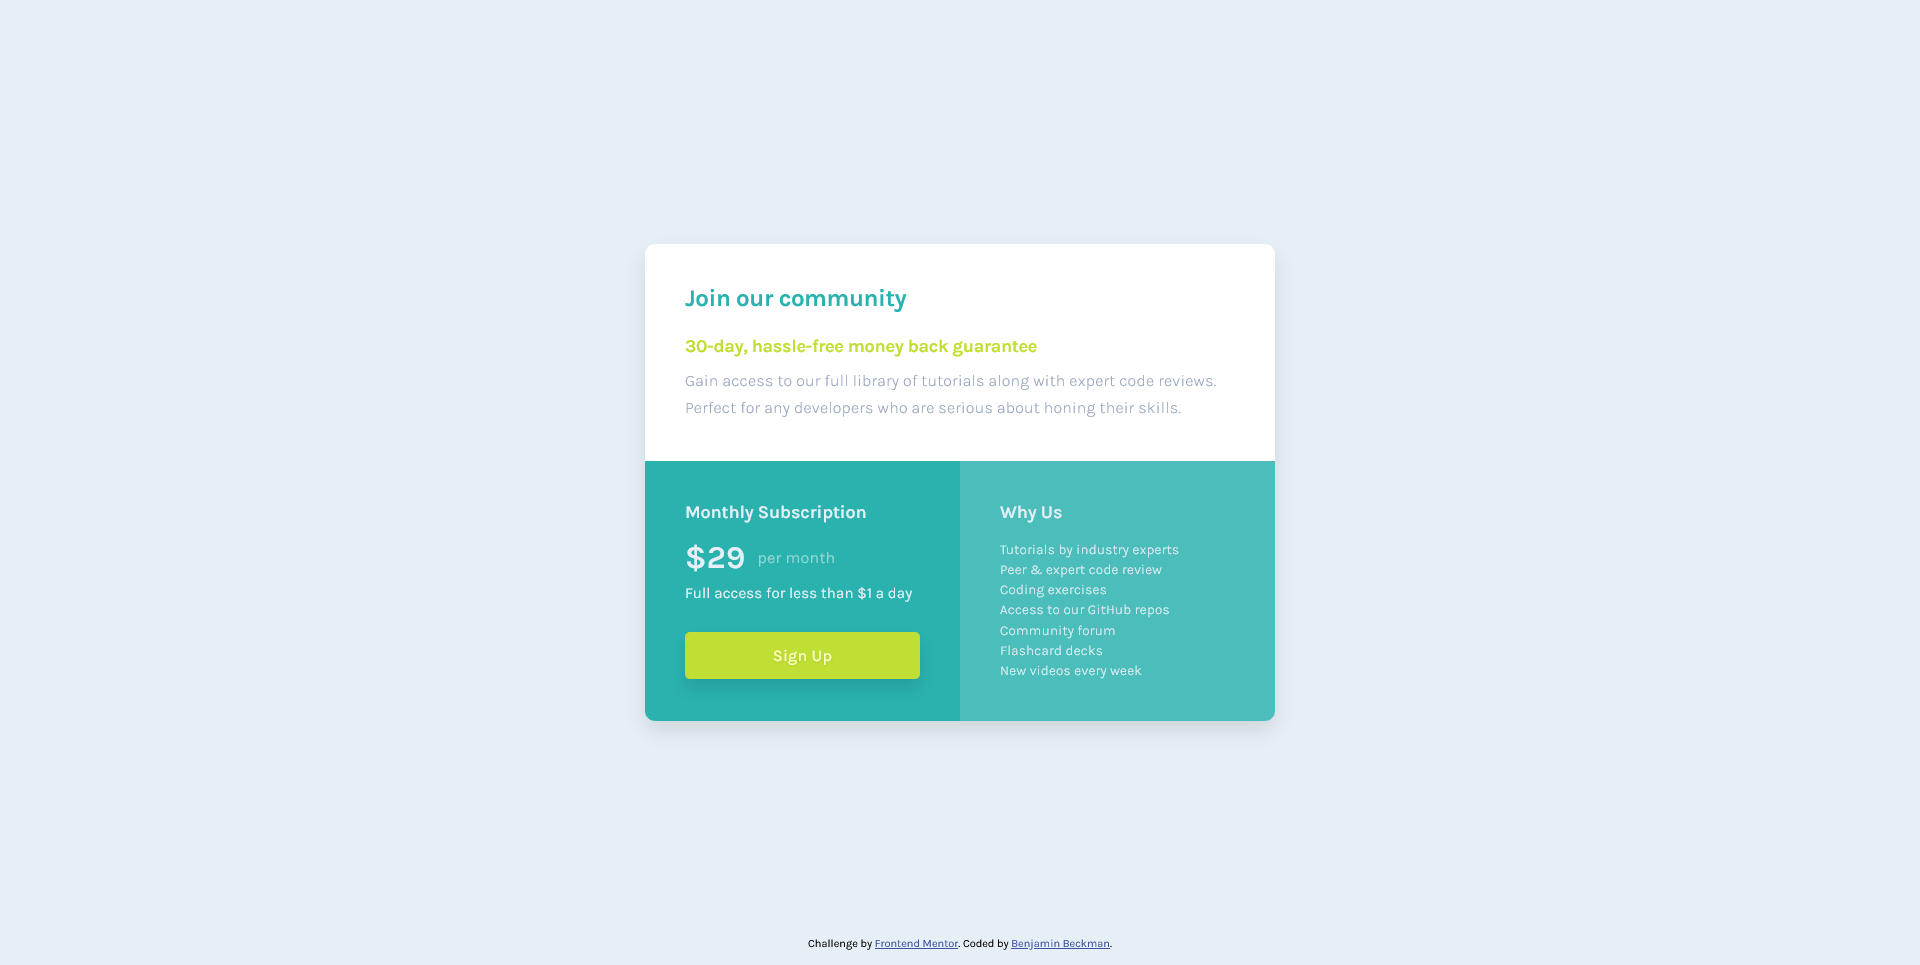 Join our community
30-day, hassle-free money back guarantee
Gain access to our full library of tutorials along with expert code reviews.
Perfect for any developers who are serious about honing their skills.
Monthly Subscription
$29 per month
Full access for less than $1 a day
Sign Up
Why Us
Tutorials by industry experts
Peer & expert code review
Coding exercises
Access to our GitHub repos
Community forum
Flashcard decks
New videos every week
Challenge by Frontend Mentor. Coded by Benjamin Beckman.